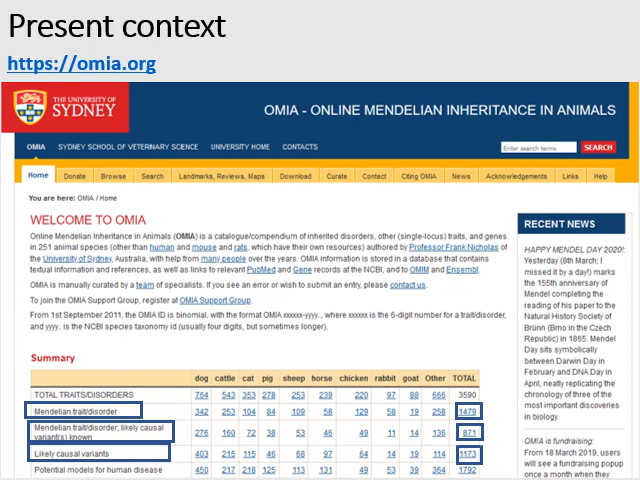 Present context
https://omia.org
THE UNIVERSITY OF
SYDNEY
OMIA - ONLINE MENDELIAN INHERITANCE IN ANIMALS
OMIA SYDNEY SCHOOL OF VETERINARY SCIENCE UNIVERSITY HOME CONTACTS
Enter search terms SEARCH
Home Donate Browse Search Landmarks, Reviews, Maps Download Curate Contact Citing OMIA News Acknowledgements Links Help
You are here: OMIA / Home
WELCOME TO OMIA
Online Mendelian Inheritance in Animals (OMIA) is a catalogue/compendium of inherited disorders, other (single-locus) traits, and genes
in 251 animal species (other than human and mouse and rats, which have their own resources) authored by Professor Frank Nicholas of
the University of Sydney, Australia, with help from many people over the years. OMIA information is stored in a database that contains
textual information and references, as well as links to relevant PubMed and Gene records at the NCBI, and to OMIM and Ensembl.
OMIA is manually curated by a team of specialists. If you see an error or wish to submit an entry, please contact us.
To join the OMIA Support Group, register at OMIA Support Group.
From 1st September 2011, the OMIA ID is binomial, with the format OMIA xxxxxx-yyyy., where xxxxxx is the 6-digit number for a trait/disorder,
and yyyy. is the NCBI species taxonomy id (usually four digits, but sometimes longer).
Summary
dog cattle cat pig sheep horse chicken rabbit goat Other TOTAL
TOTAL TRAITS/DISORDERS 764 543 353 278 253 239 220 97 88 666 3590
Mendelian trait/disorder 342 253 104 84 109 58 129 58 19 258 1479
Mendelian trait/disorder; likely causal
variant(s) known 276 160 72 38 53 46 49 11 14 136 871
Likely causal variants 403 215 115 46 68 97 64 14 19 114 1173
Potential models for human disease 450 217 218 125 113 131 49 53 39 364 1792
RECENT NEWS
HAPPY MENDEL DAY 2020!:
Yesterday (8th March; I
missed it by a day!) marks
the 155th anniversary of
Mendel completing the
reading of his paper to the
Natural History Society of
Brünn (Brno in the Czech
Republic) in 1865. Mendel
Day sits symbolically
between Darwin Day in
February and DNA Day in
April, neatly replicating the
chronology of three of the
most important discoveries
in biology.
OMIA is fundraising:
From 18 March 2019, users
will see a fundraising popup
once a month when they